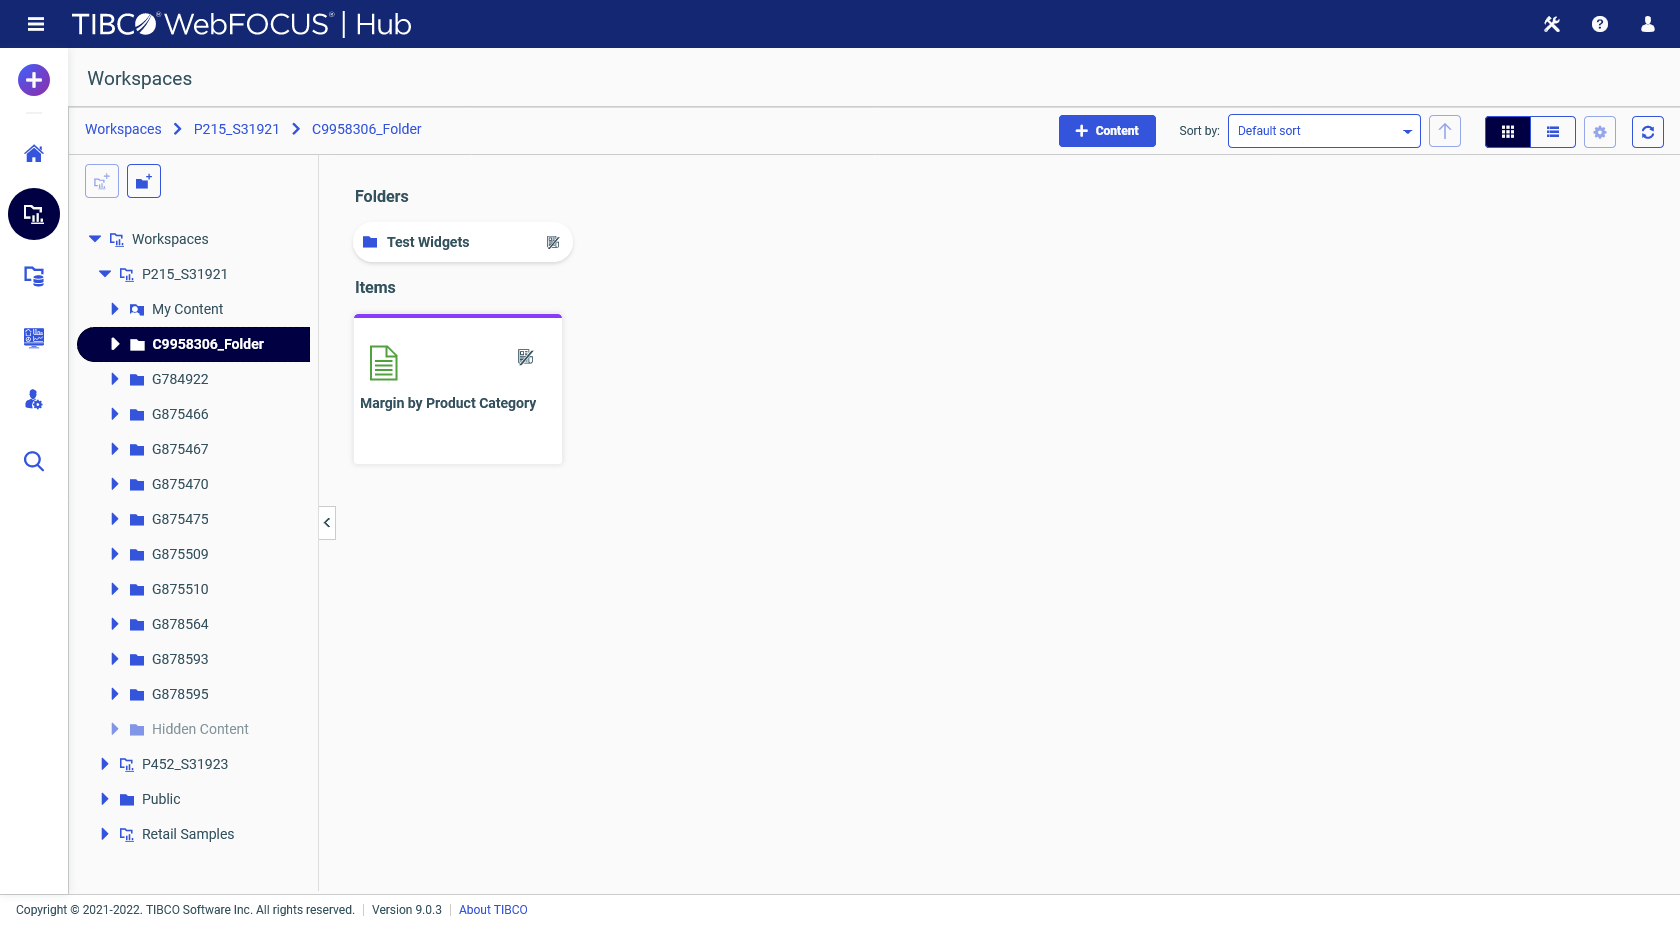 TIBCO® WebFOCUS® | Hub
Workspaces
Workspaces P215_S31921 C9958306_Folder
+ Content
Sort by:
Default sort
Workspaces
P215_S31921
My Content
C9958306_Folder
G784922
G875466
G875467
G875470
G875475
G875509
G875510
G878564
G878593
G878595
Hidden Content
P452_S31923
Public
Retail Samples
Folders
Test Widgets
Items
Margin by Product Category
Copyright © 2021-2022. TIBCO Software Inc. All rights reserved. | Version 9.0.3 | About TIBCO